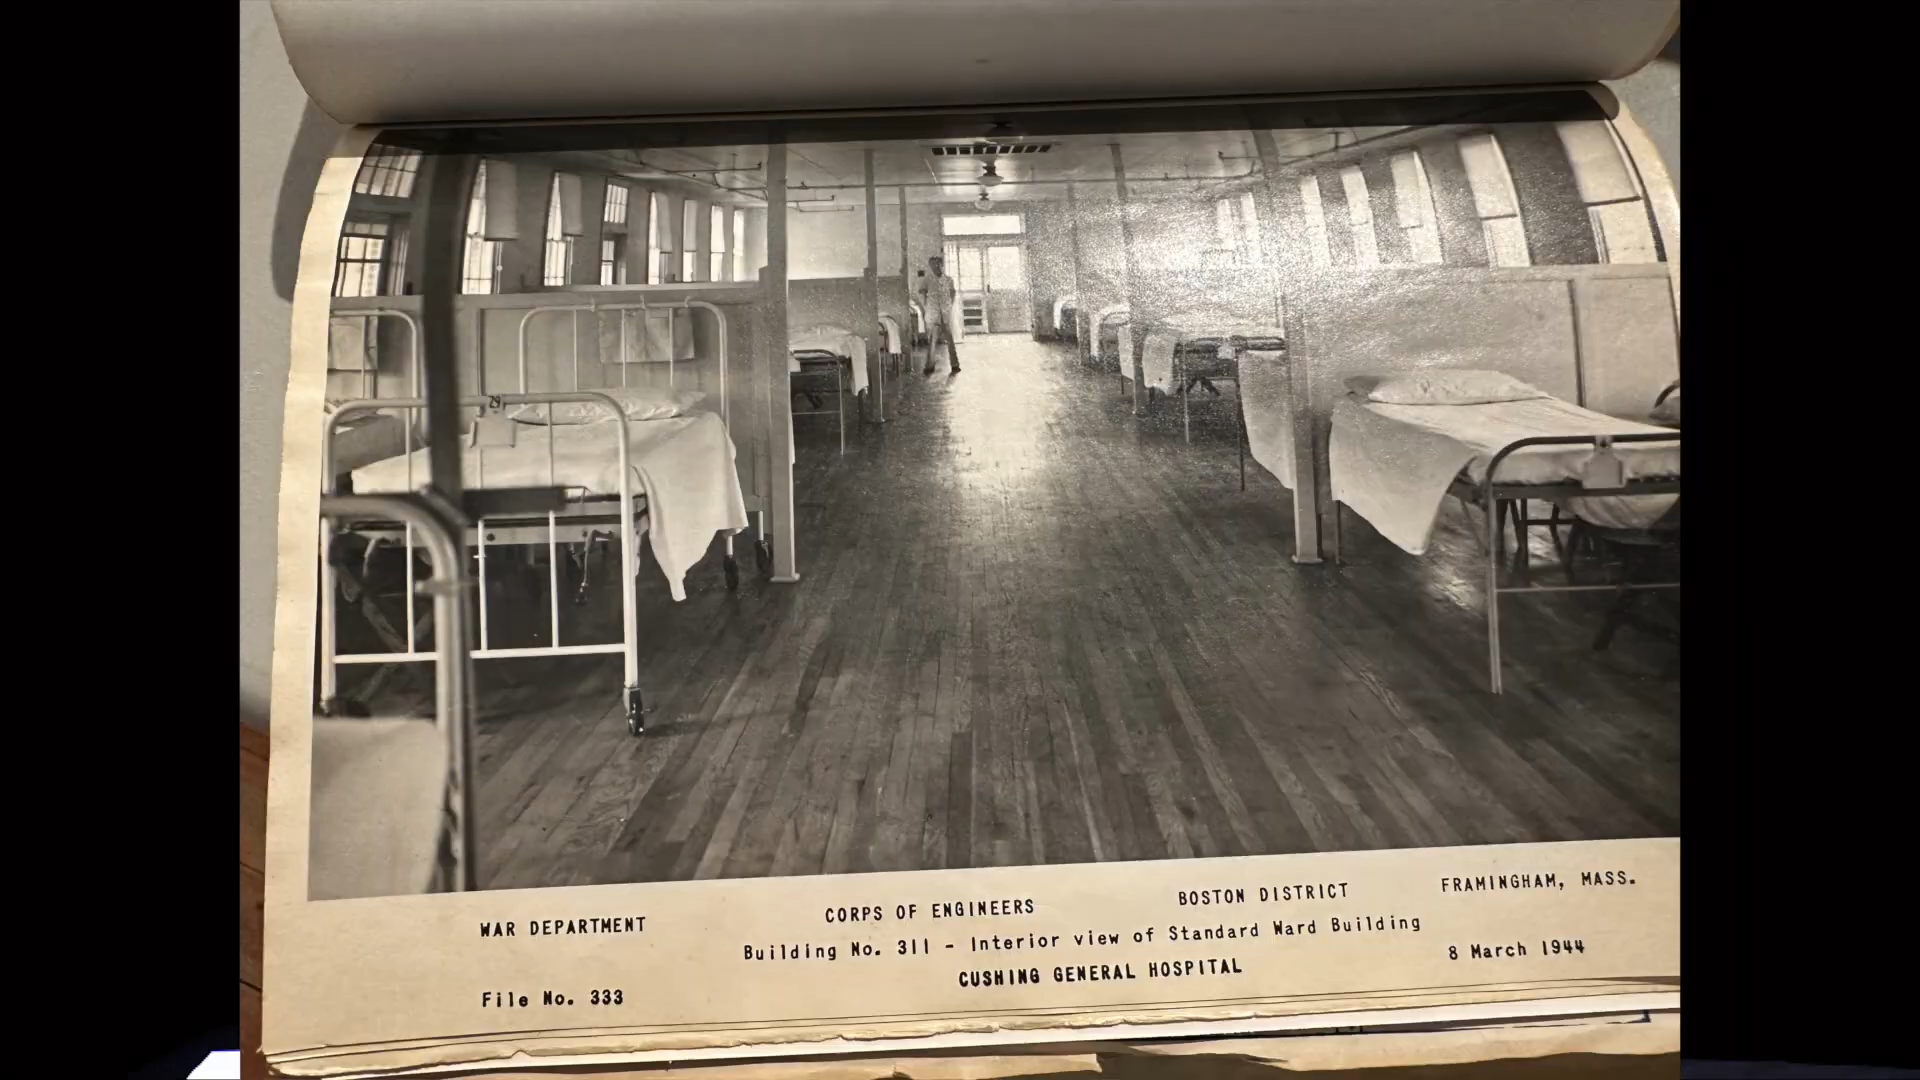 29
WAR DEPARTMENT CORPS OF ENGINEERS BOSTON DISTRICT FRAMINGHAM, MASS.
Building No. 311 - Interior view of Standard Ward Building
8 March 1944
CUSHING GENERAL HOSPITAL
File No. 333